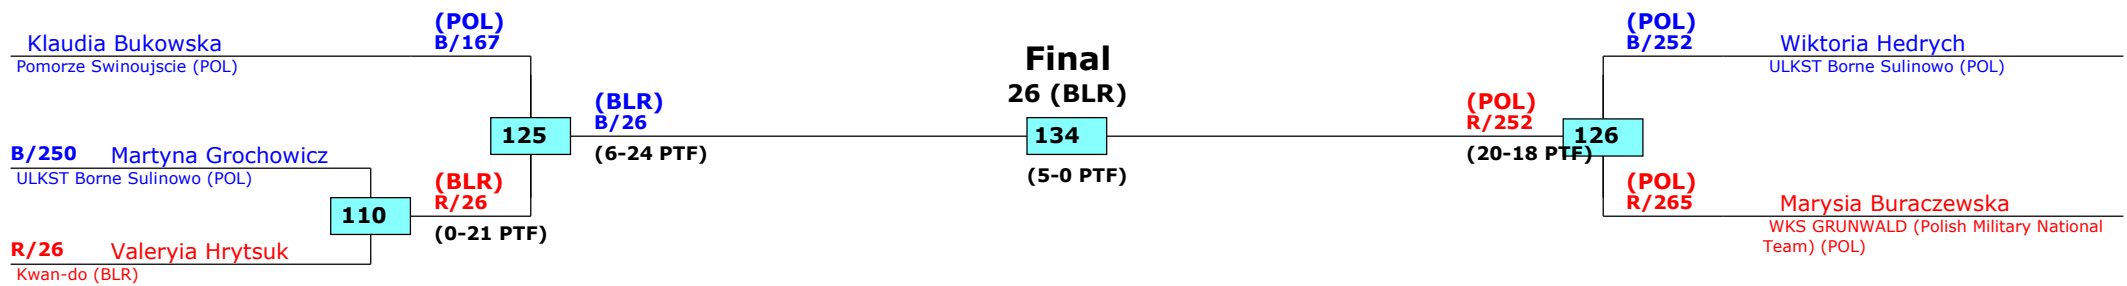 (POL)
B/167
Klaudia Bukowska
Pomorze Swinoujscie (POL)
B/250 Martyna Grochowicz
ULKST Borne Sulinowo (POL)
110
R/26 Valeryia Hrytsuk
Kwan-do (BLR)
(BLR)
R/26
(0-21 PTF)
125
(BLR)
B/26
(6-24 PTF)
Final
26 (BLR)
134
(5-0 PTF)
(POL)
R/252
(20-18 PTF)
126
(POL)
B/252
Wiktoria Hedrych
ULKST Borne Sulinowo (POL)
(POL)
R/265
Marysia Buraczewska
WKS GRUNWALD (Polish Military National
Team) (POL)